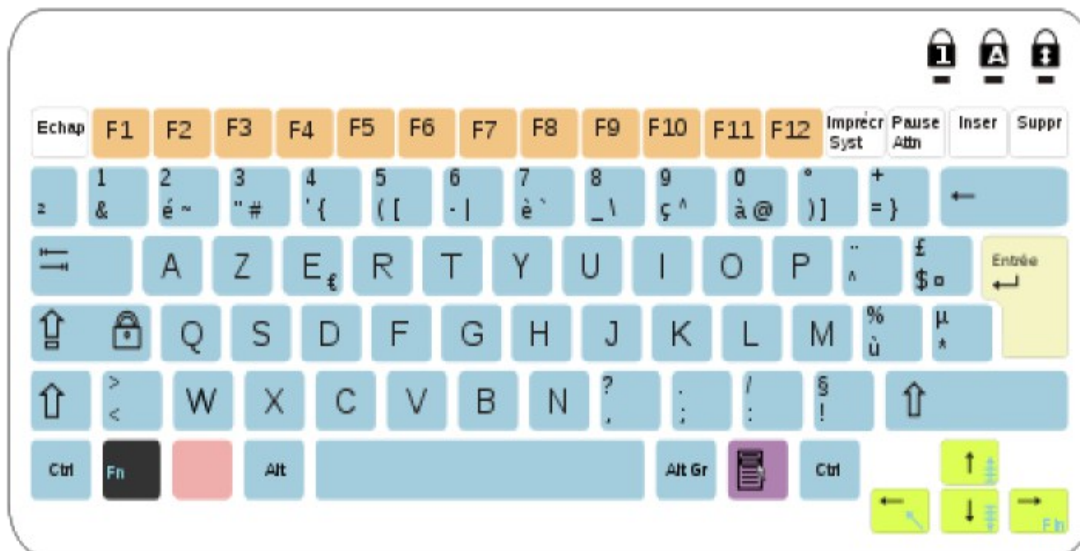 1 A
Echap F1 F2 F3 F4 F5 F6 F7 F8 F9 F10 F11 F12 Imprécr Syst Pause Attn Inser Suppr
1 2 3 4 5 6 7 8 9 0 ° +
² & é ~ " # ' { ( [ - | è ` _ \ ç ^ à @ ) ] = } ←
A Z E € R T Y U I O P ¨ ^ £ $ ¤ Entrée
Q S D F G H J K L M % ù µ *
> < W X C V B N ? , . ; / : § !
Ctrl Fn Alt Alt Gr Ctrl ↑
← ↓ → Fin